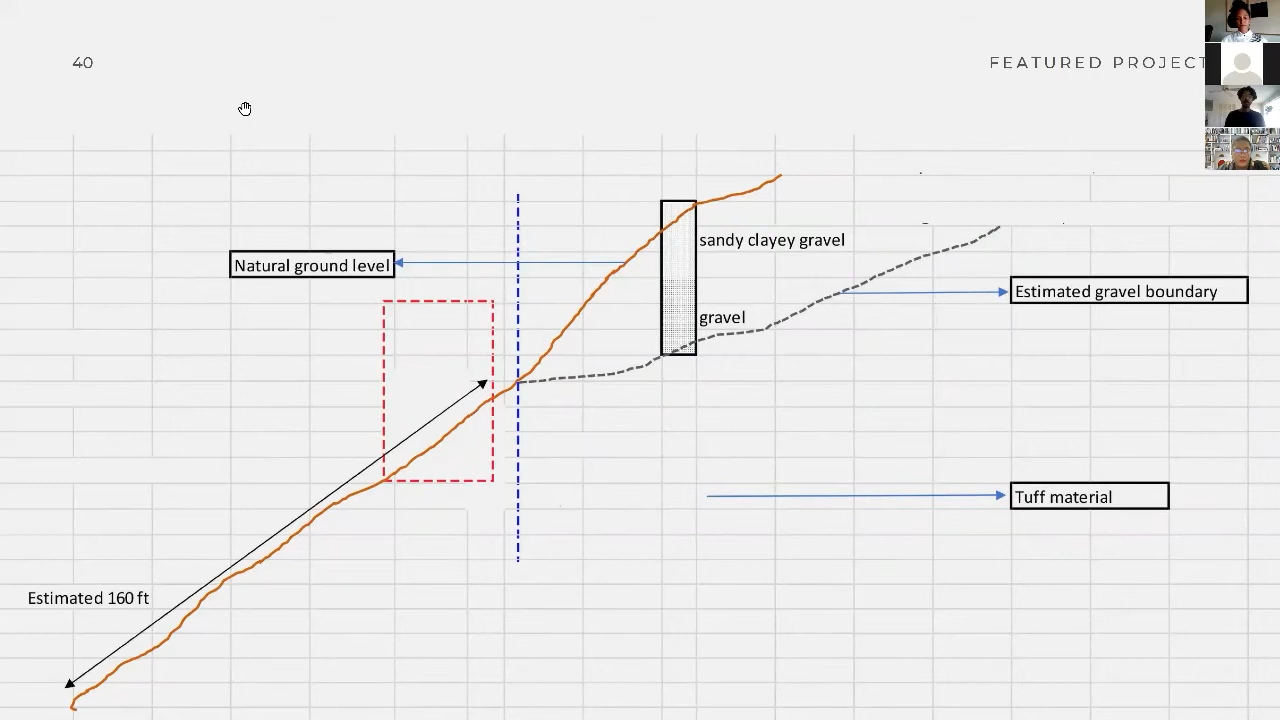 40
FEATURED PROJECT
sandy clayey gravel
Natural ground level
Estimated gravel boundary
gravel
Tuff material
Estimated 160 ft